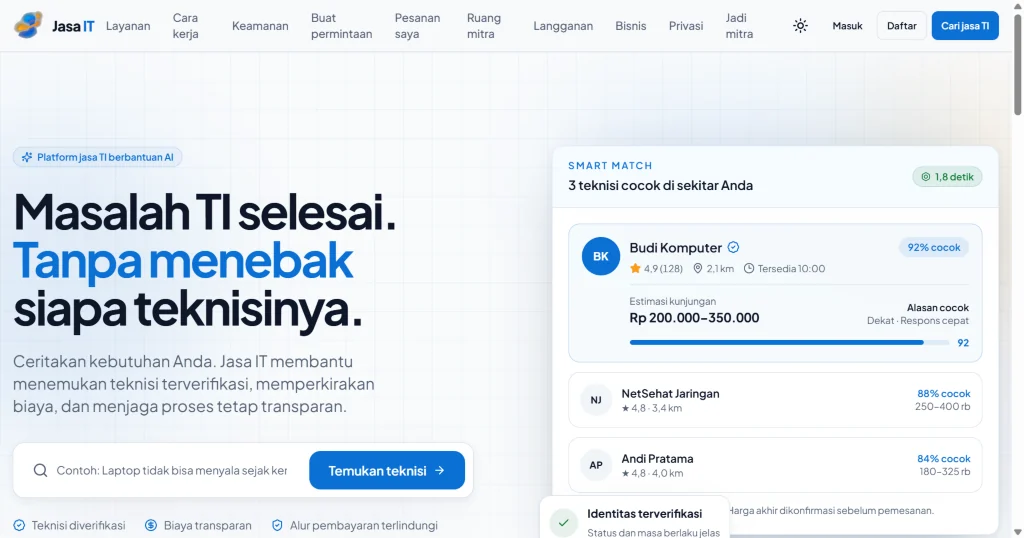 Jasa IT
Layanan
Cara
kerja
Keamanan
Buat
permintaan
Pesanan
saya
Ruang
mitra
Langganan
Bisnis
Privasi
Jadi
mitra
Masuk
Daftar
Cari jasa TI
Platform jasa TI berbantuan AI
Masalah TI selesai.
Tanpa menebak
siapa teknisinya.
Ceritakan kebutuhan Anda. Jasa IT membantu
menemukan teknisi terverifikasi, memperkirakan
biaya, dan menjaga proses tetap transparan.
Contoh: Laptop tidak bisa menyala sejak ker
Temukan teknisi →
Teknisi diverifikasi
Biaya transparan
Alur pembayaran terlindungi
SMART MATCH
3 teknisi cocok di sekitar Anda
1,8 detik
BK
Budi Komputer
92% cocok
4,9 (128)
2,1 km
Tersedia 10:00
Estimasi kunjungan
Rp 200.000–350.000
Alasan cocok
Dekat · Respons cepat
92
NJ
NetSehat Jaringan
★ 4,8 · 3,4 km
88% cocok
250–400 rb
AP
Andi Pratama
★ 4,8 · 4,0 km
84% cocok
180–325 rb
Harga akhir dikonfirmasi sebelum pemesanan.
Identitas terverifikasi
Status dan masa berlaku jelas